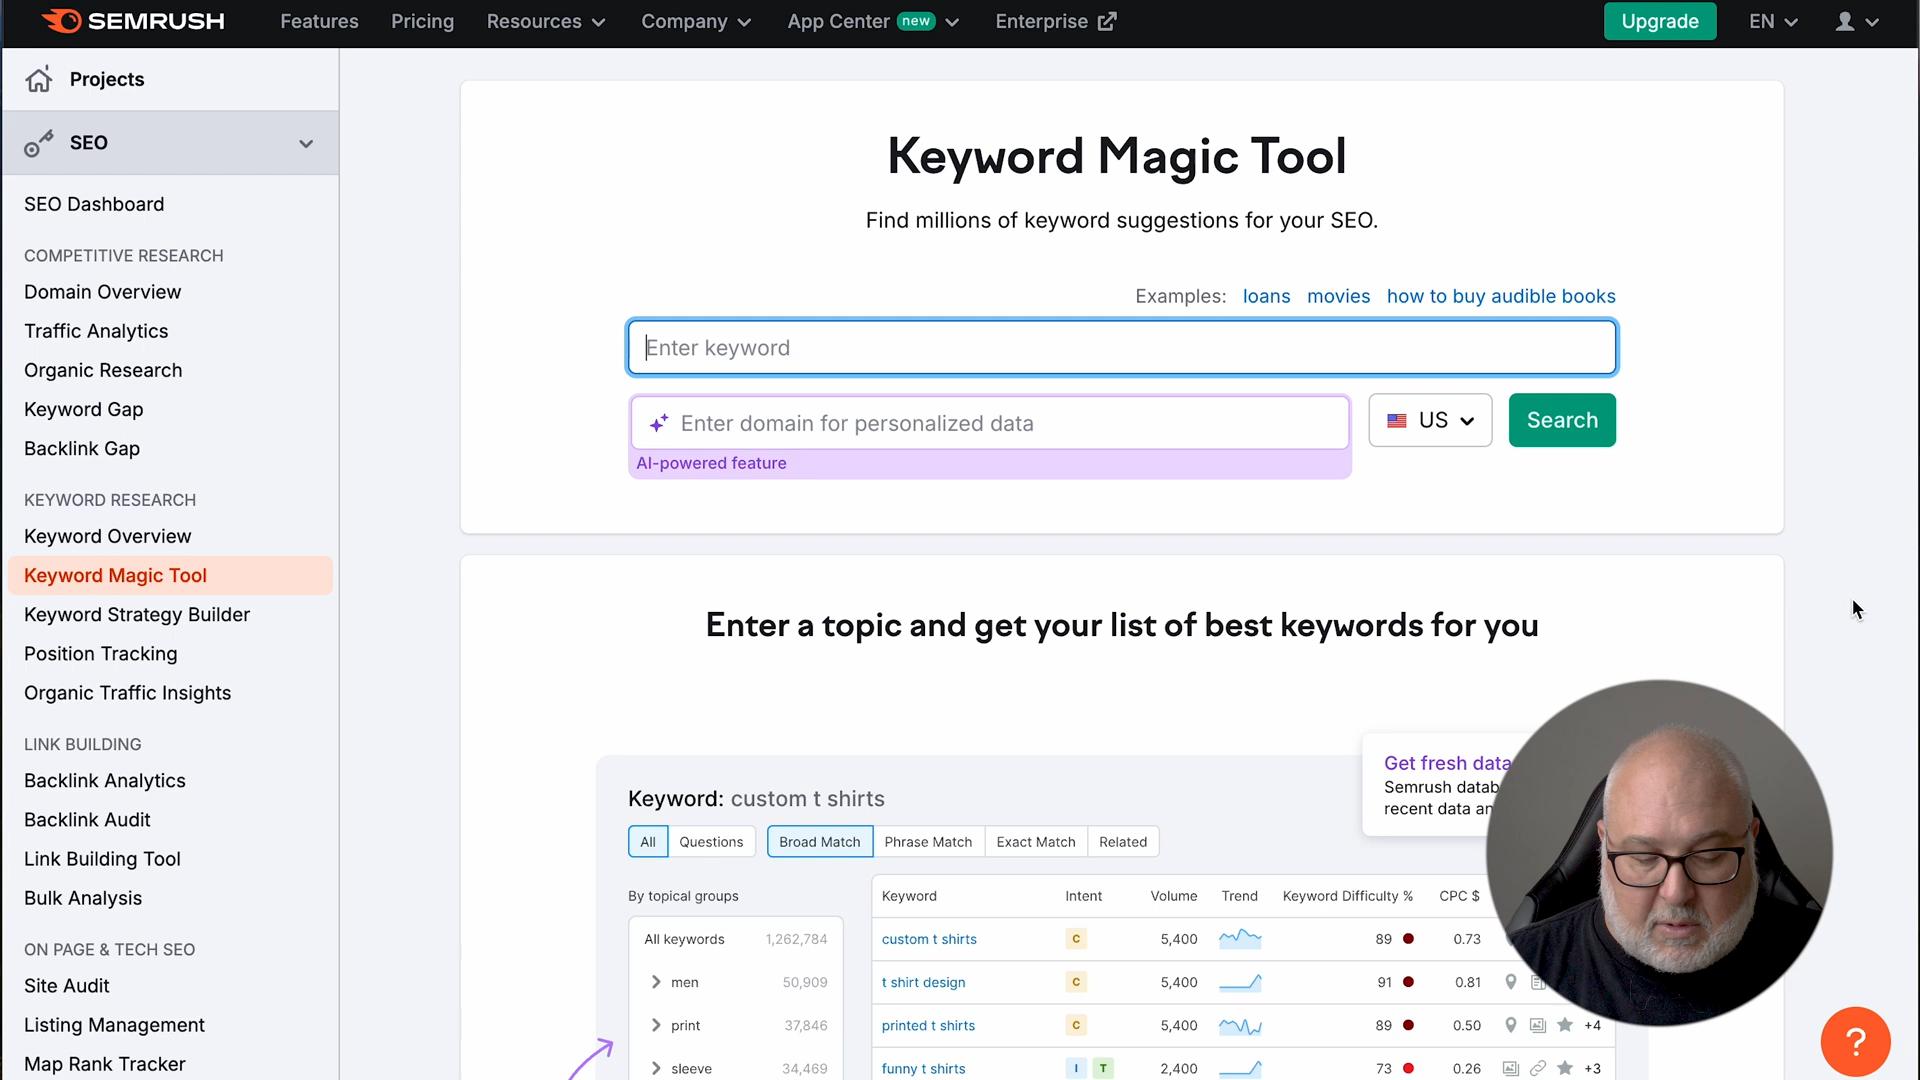 SEMRUSH
Features
Pricing
Resources
Company
App Center new
Enterprise
Upgrade
EN
Projects
SEO
SEO Dashboard
COMPETITIVE RESEARCH
Domain Overview
Traffic Analytics
Organic Research
Keyword Gap
Backlink Gap
KEYWORD RESEARCH
Keyword Overview
Keyword Magic Tool
Keyword Strategy Builder
Position Tracking
Organic Traffic Insights
LINK BUILDING
Backlink Analytics
Backlink Audit
Link Building Tool
Bulk Analysis
ON PAGE & TECH SEO
Site Audit
Listing Management
Map Rank Tracker
Keyword Magic Tool
Find millions of keyword suggestions for your SEO.
Examples: loans movies how to buy audible books
Enter keyword
Enter domain for personalized data
AI-powered feature
US
Search
Enter a topic and get your list of best keywords for you
Get fresh data
Semrush datab
recent data an
Keyword: custom t shirts
All Questions Broad Match Phrase Match Exact Match Related
By topical groups
All keywords 1,262,784
men 50,909
print 37,846
sleeve 34,469
Keyword Intent Volume Trend Keyword Difficulty % CPC $
custom t shirts C 5,400 89 0.73
t shirt design C 5,400 91 0.81
printed t shirts C 5,400 89 0.50 +4
funny t shirts I T 2,400 73 0.26 +3
?